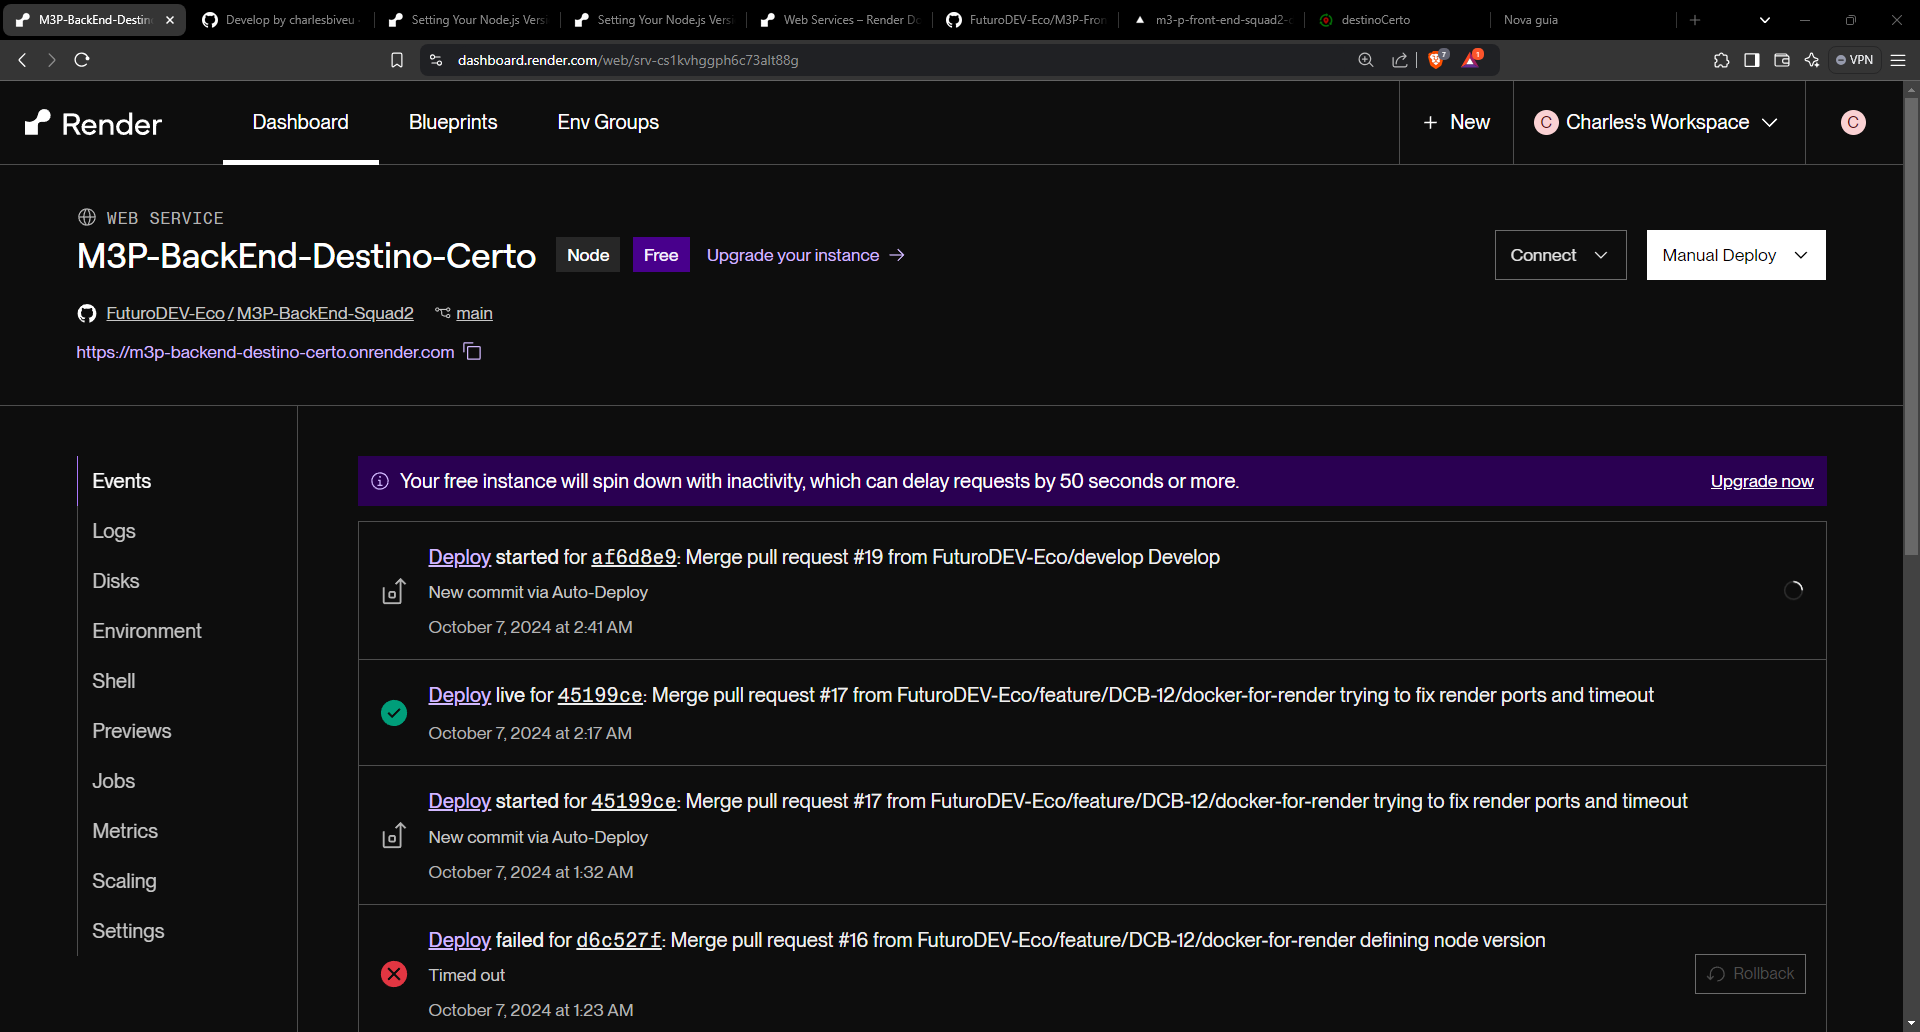 M3P-BackEnd-Destin
Develop by charlesbiveu
Setting Your Node.js Versi
Setting Your Node.js Versi
Web Services – Render Do
FuturoDEV-Eco/M3P-Fron
m3-p-front-end-squad2-d
destinoCerto
Nova guia
dashboard.render.com/web/srv-cs1kvhggph6c73alt88g
7
1
VPN
Render
Dashboard
Blueprints
Env Groups
+ New
C Charles's Workspace
C
WEB SERVICE
M3P-BackEnd-Destino-Certo
Node
Free
Upgrade your instance →
Connect
Manual Deploy
FuturoDEV-Eco / M3P-BackEnd-Squad2
main
https://m3p-backend-destino-certo.onrender.com
Events
Logs
Disks
Environment
Shell
Previews
Jobs
Metrics
Scaling
Settings
Your free instance will spin down with inactivity, which can delay requests by 50 seconds or more.
Upgrade now
Deploy started for af6d8e9: Merge pull request #19 from FuturoDEV-Eco/develop Develop
New commit via Auto-Deploy
October 7, 2024 at 2:41 AM
Deploy live for 45199ce: Merge pull request #17 from FuturoDEV-Eco/feature/DCB-12/docker-for-render trying to fix render ports and timeout
October 7, 2024 at 2:17 AM
Deploy started for 45199ce: Merge pull request #17 from FuturoDEV-Eco/feature/DCB-12/docker-for-render trying to fix render ports and timeout
New commit via Auto-Deploy
October 7, 2024 at 1:32 AM
Deploy failed for d6c527f: Merge pull request #16 from FuturoDEV-Eco/feature/DCB-12/docker-for-render defining node version
Timed out
October 7, 2024 at 1:23 AM
Rollback